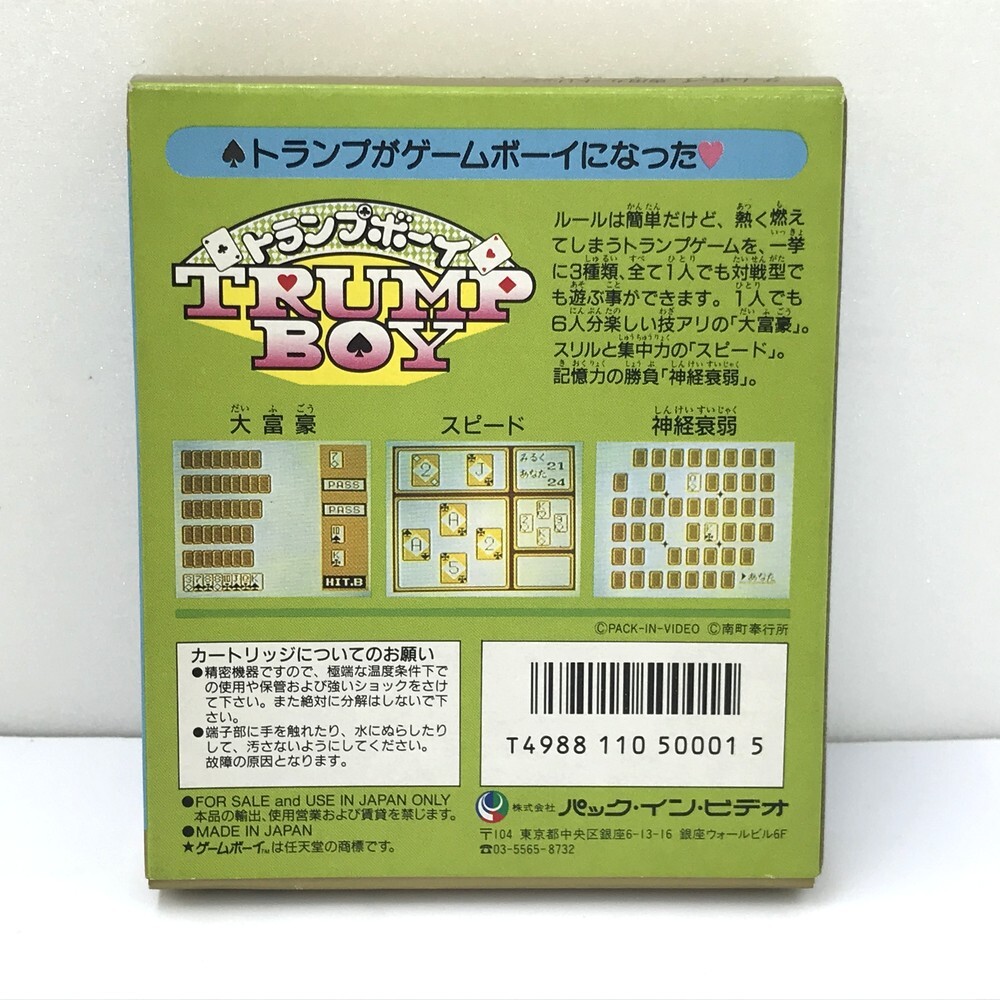 ♠トランプがゲームボーイになった♥
トランプボーイ
TRUMP
BOY
ルールは簡単だけど、熱く燃え
てしまうトランプゲームを、一挙
に3種類、全て1人でも対戦型で
も遊ぶ事ができます。1人でも
6人分楽しい技アリの「大富豪」。
スリルと集中力の「スピード」。
記憶力の勝負「神経衰弱」。
だい ふ ごう
大富豪
スピード
しんけいすいじゃく
神経衰弱
PASS
PASS
HIT.B
2 J
みるく
21
あなた
24
A
A 2
5
▶あなた
©PACK-IN-VIDEO ©南町奉行所
カートリッジについてのお願い
●精密機器ですので、極端な温度条件下で
の使用や保管および強いショックをさけ
て下さい。また絶対に分解はしないで下
さい。
●端子部に手を触れたり、水にぬらしたり
して、汚さないようにしてください。
故障の原因となります。
T4988 110 50001 5
●FOR SALE and USE IN JAPAN ONLY
本品の輸出、使用営業および賃貸を禁じます。
●MADE IN JAPAN
★ゲームボーイ™は任天堂の商標です。
株式会社 パック・イン・ビデオ
〒104 東京都中央区銀座6-13-16 銀座ウォールビル6F
☎03-5565-8732